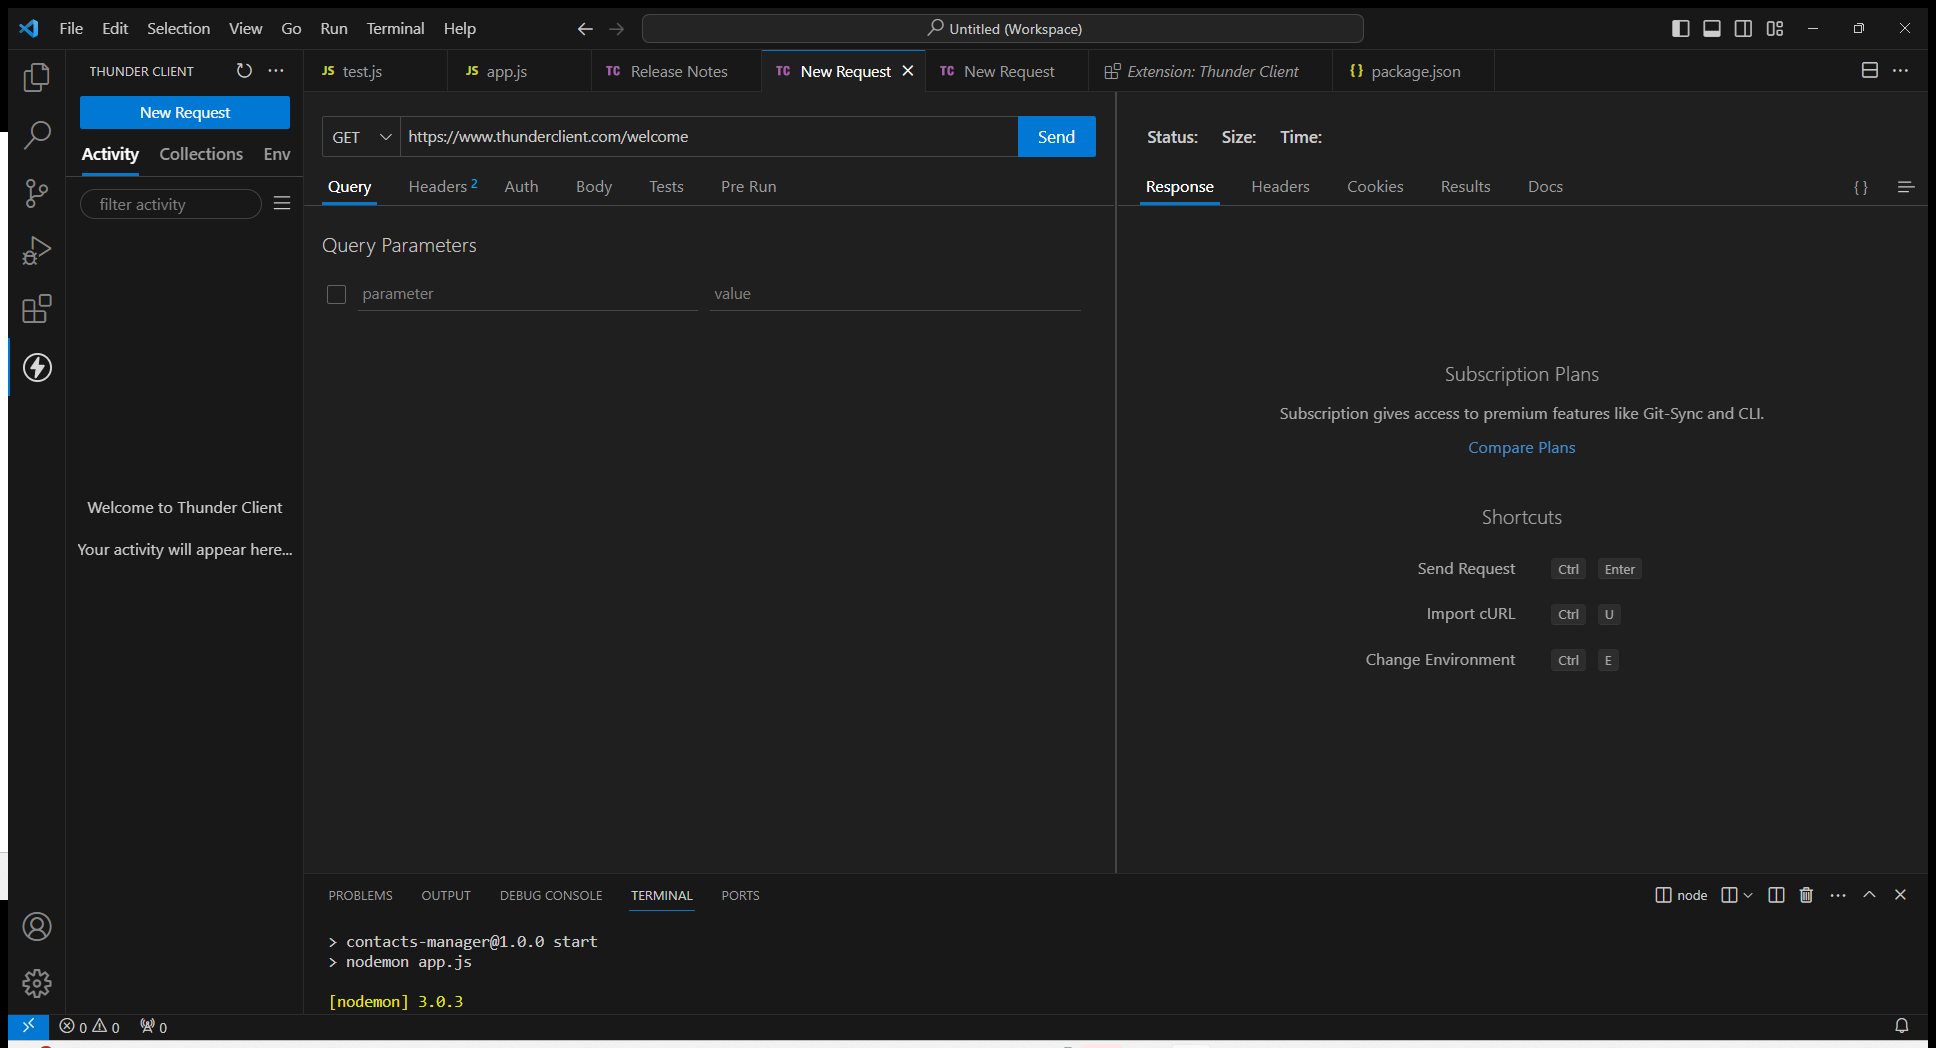 File Edit Selection View Go Run Terminal Help Untitled (Workspace)
THUNDER CLIENT
New Request
Activity Collections Env
filter activity
Welcome to Thunder Client
Your activity will appear here...
JS test.js JS app.js TC Release Notes TC New Request TC New Request Extension: Thunder Client {} package.json
GET https://www.thunderclient.com/welcome Send
Query Headers 2 Auth Body Tests Pre Run
Query Parameters
parameter value
Status: Size: Time:
Response Headers Cookies Results Docs {}
Subscription Plans
Subscription gives access to premium features like Git-Sync and CLI.
Compare Plans
Shortcuts
Send Request Ctrl Enter
Import cURL Ctrl U
Change Environment Ctrl E
PROBLEMS OUTPUT DEBUG CONSOLE TERMINAL PORTS node
> contacts-manager@1.0.0 start
> nodemon app.js
[nodemon] 3.0.3
0 0 0